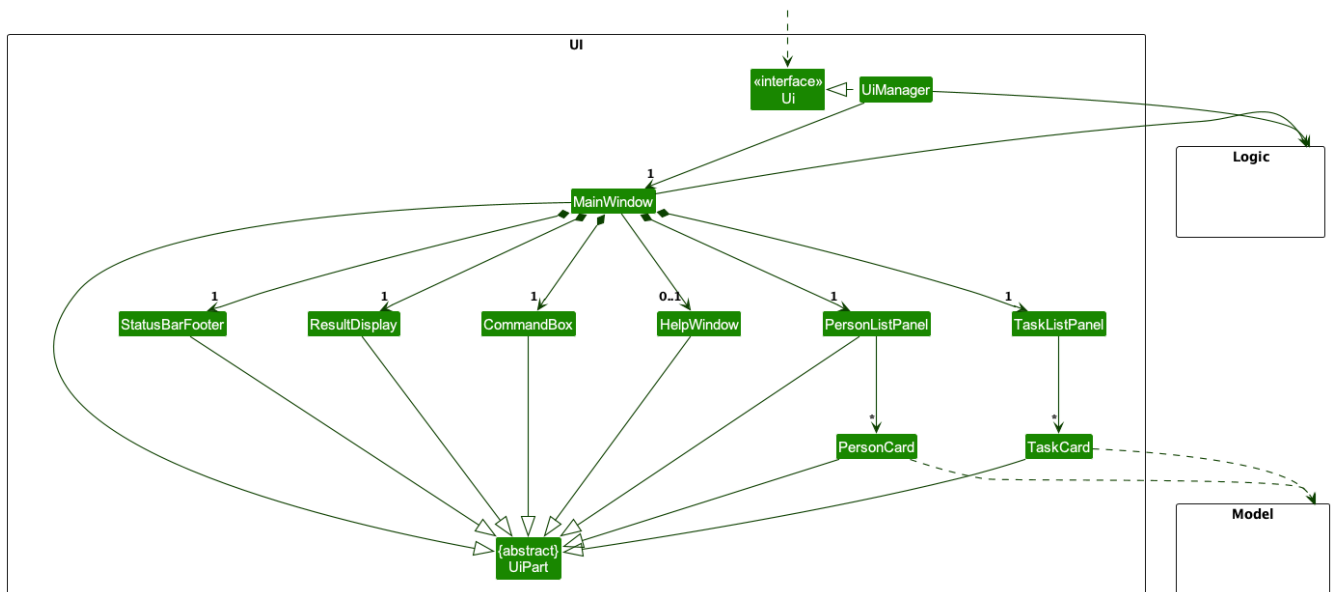 UI
«interface»
Ui
UiManager
Logic
1
MainWindow
1
1
1
0..1
1
1
StatusBarFooter
ResultDisplay
CommandBox
HelpWindow
PersonListPanel
TaskListPanel
*
*
PersonCard
TaskCard
Model
{abstract}
UiPart